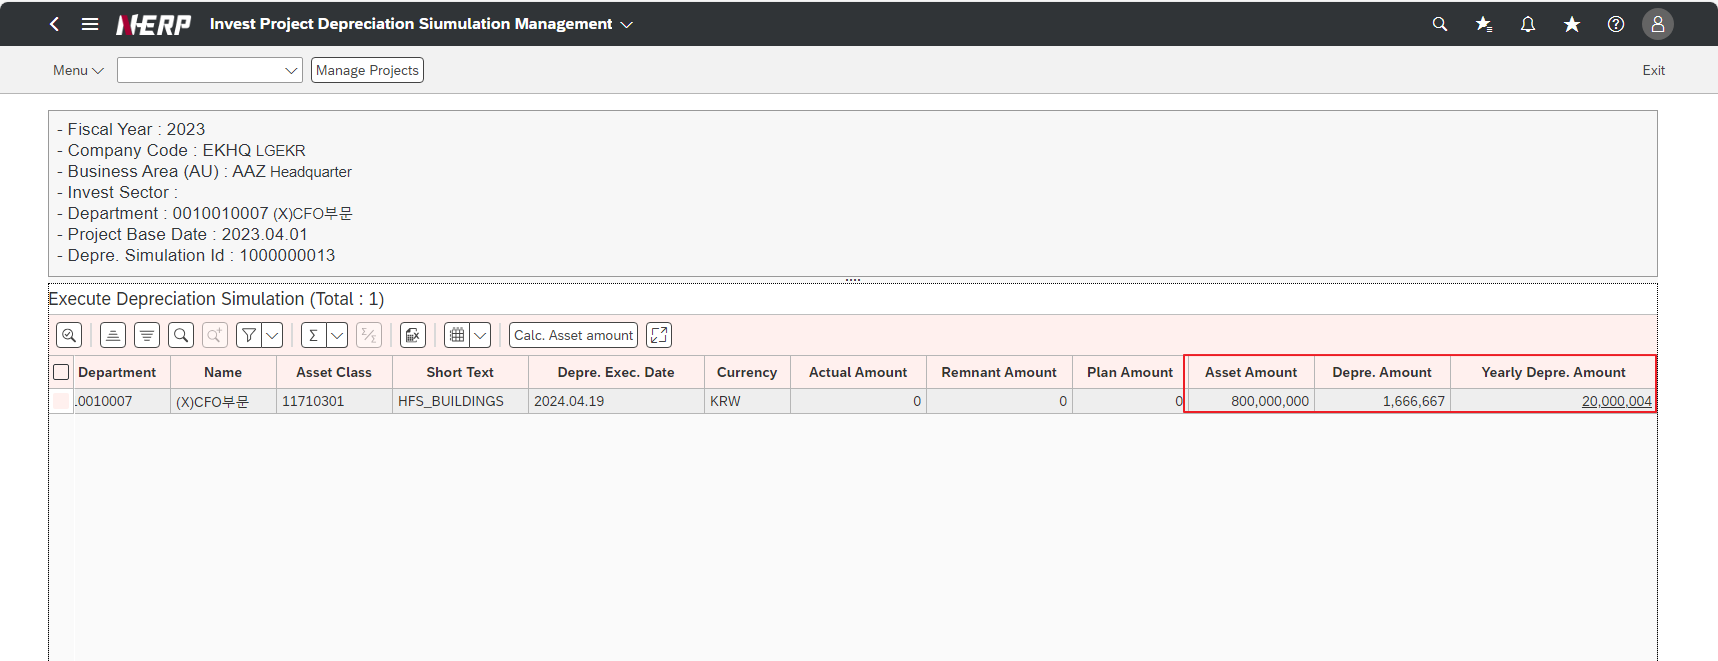 NERP Invest Project Depreciation Siumulation Management
Menu Manage Projects Exit
- Fiscal Year : 2023
- Company Code : EKHQ LGEKR
- Business Area (AU) : AAZ Headquarter
- Invest Sector :
- Department : 0010010007 (X)CFO부문
- Project Base Date : 2023.04.01
- Depre. Simulation Id : 1000000013
Execute Depreciation Simulation (Total : 1)
Calc. Asset amount
Department Name Asset Class Short Text Depre. Exec. Date Currency Actual Amount Remnant Amount Plan Amount Asset Amount Depre. Amount Yearly Depre. Amount
.0010007 (X)CFO부문 11710301 HFS_BUILDINGS 2024.04.19 KRW 0 0 0 800,000,000 1,666,667 20,000,004